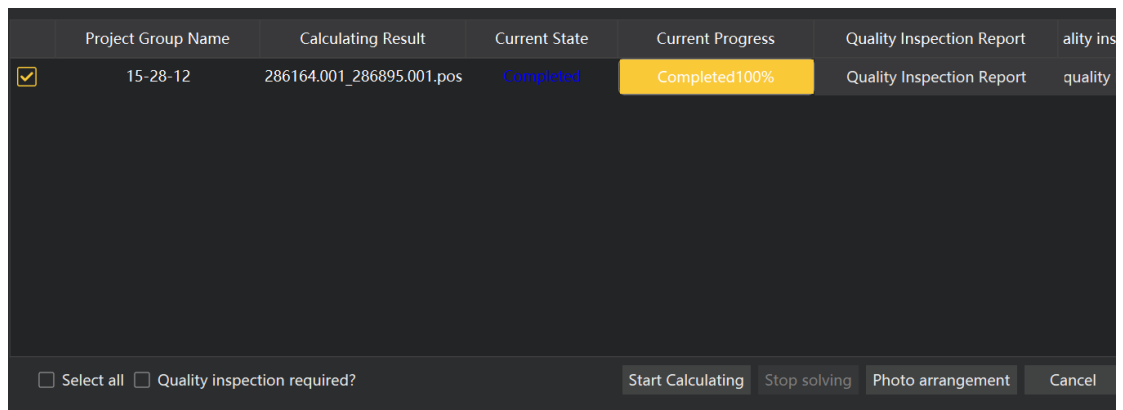 Project Group Name Calculating Result Current State Current Progress Quality Inspection Report ality ins
15-28-12 286164.001_286895.001.pos Completed Completed100% Quality Inspection Report quality
Select all Quality inspection required? Start Calculating Stop solving Photo arrangement Cancel